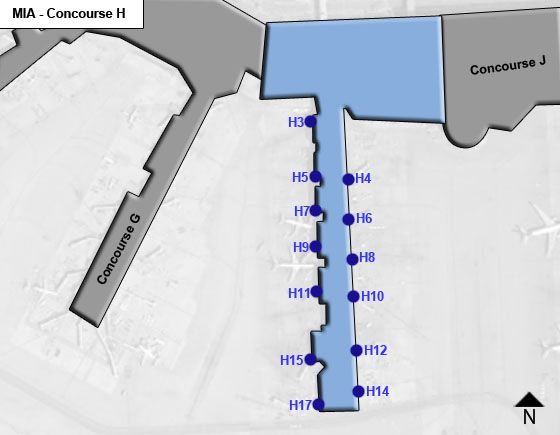 MIA - Concourse H
Concourse J
Concourse G
H3
H5
H4
H7
H6
H9
H8
H11
H10
H12
H15
H14
H17
N